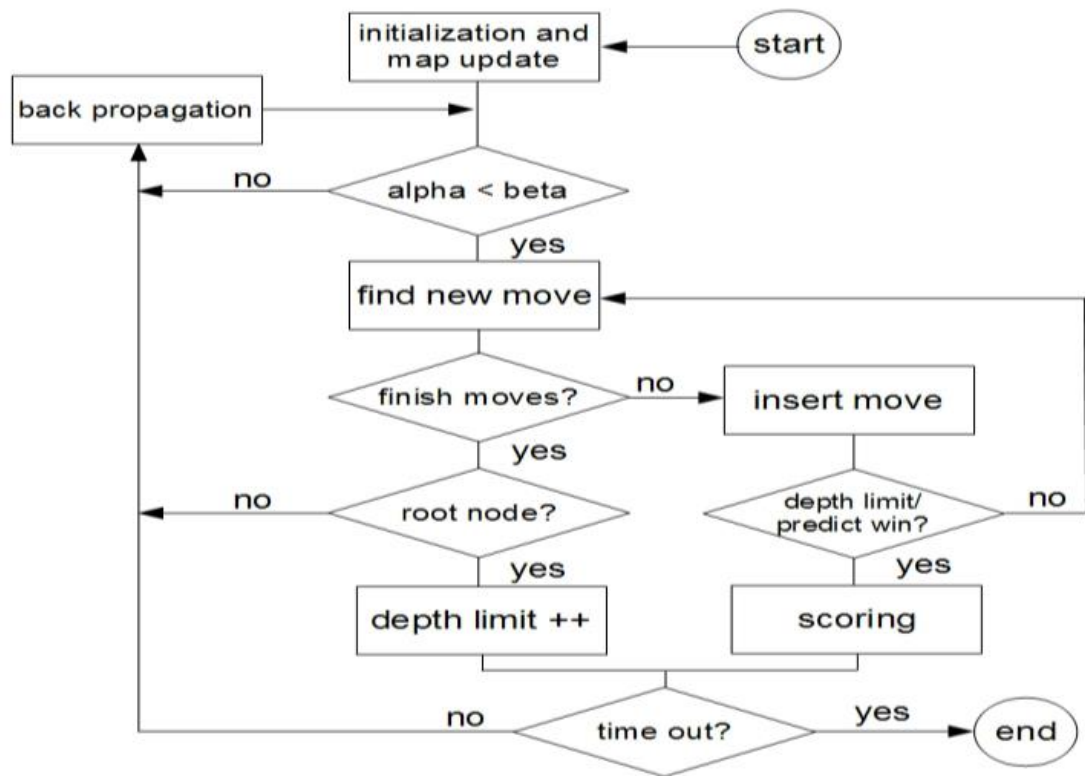 initialization and
map update
start
back propagation
no
alpha < beta
yes
find new move
finish moves?
no
insert move
yes
no
root node?
depth limit/
predict win?
no
yes
yes
depth limit ++
scoring
no
time out?
yes
end